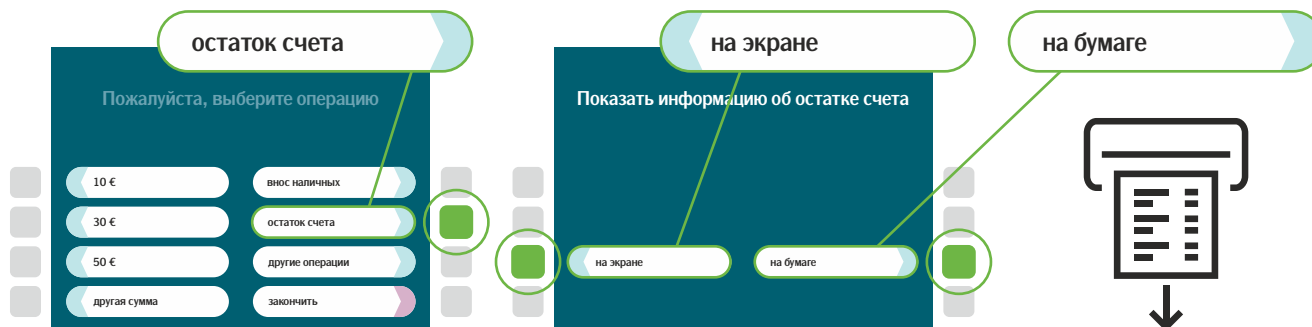 остаток счета
Пожалуйста, выберите операцию
10 €
внос наличных
30 €
остаток счета
50 €
другие операции
другая сумма
закончить
на экране
на бумаге
Показать информацию об остатке счета
на экране
на бумаге